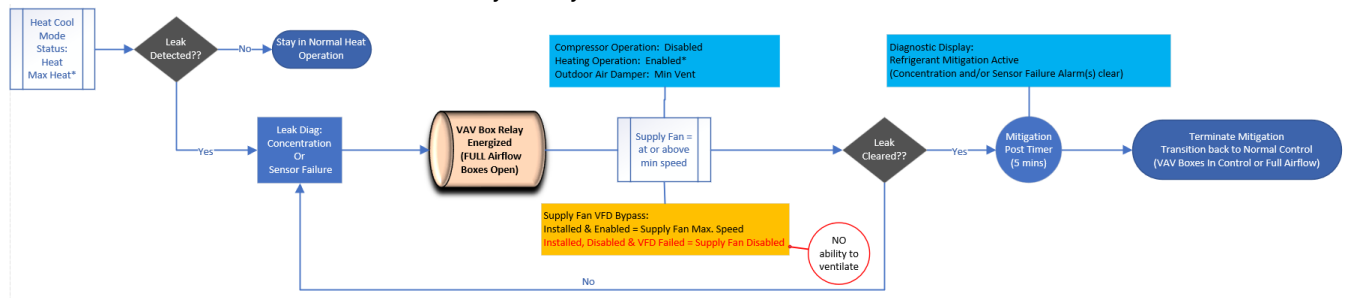 Heat Cool
Mode
Status:
Heat
Max Heat*
Leak
Detected??
No
Stay in Normal Heat
Operation
Yes
Leak Diag:
Concentration
Or
Sensor Failure
VAV Box Relay
Energized
(FULL Airflow
Boxes Open)
Compressor Operation: Disabled
Heating Operation: Enabled*
Outdoor Air Damper: Min Vent
Supply Fan =
at or above
min speed
Supply Fan VFD Bypass:
Installed & Enabled = Supply Fan Max. Speed
Installed, Disabled & VFD Failed = Supply Fan Disabled
NO
ability to
ventilate
Leak
Cleared??
Yes
No
Diagnostic Display:
Refrigerant Mitigation Active
(Concentration and/or Sensor Failure Alarm(s) clear)
Mitigation
Post Timer
(5 mins)
Terminate Mitigation
Transition back to Normal Control
(VAV Boxes In Control or Full Airflow)